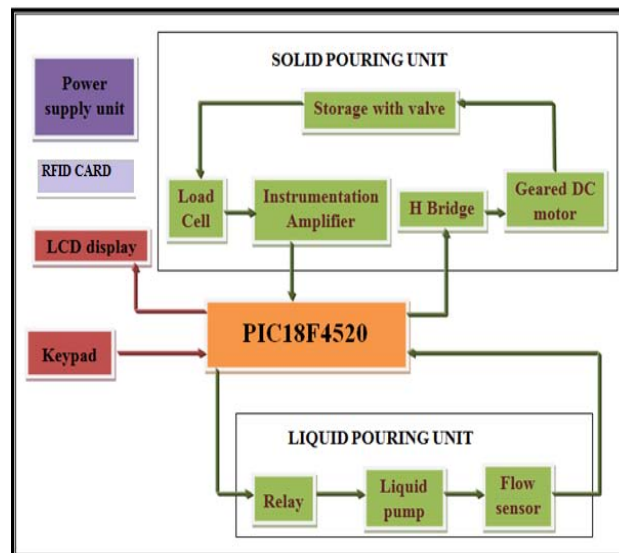 SOLID POURING UNIT
Power
supply unit
Storage with valve
RFID CARD
Load
Cell
Instrumentation
Amplifier
H Bridge
Geared DC
motor
LCD display
PIC18F4520
Keypad
LIQUID POURING UNIT
Relay
Liquid
pump
Flow
sensor